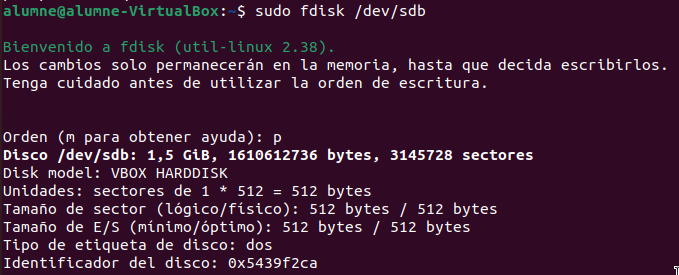 alumne@alumne-VirtualBox:~$ sudo fdisk /dev/sdb
Bienvenido a fdisk (util-linux 2.38).
Los cambios solo permanecerán en la memoria, hasta que decida escribirlos.
Tenga cuidado antes de utilizar la orden de escritura.
Orden (m para obtener ayuda): p
Disco /dev/sdb: 1,5 GiB, 1610612736 bytes, 3145728 sectores
Disk model: VBOX HARDDISK
Unidades: sectores de 1 * 512 = 512 bytes
Tamaño de sector (lógico/físico): 512 bytes / 512 bytes
Tamaño de E/S (mínimo/óptimo): 512 bytes / 512 bytes
Tipo de etiqueta de disco: dos
Identificador del disco: 0x5439f2ca